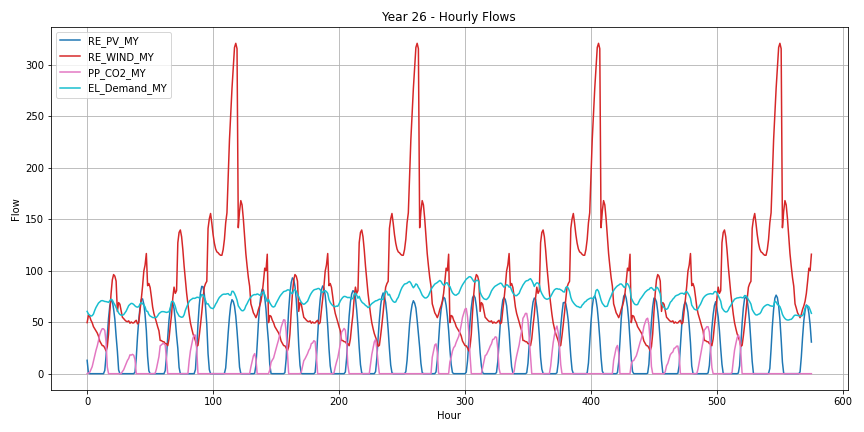 Year 26 - Hourly Flows
RE_PV_MY
RE_WIND_MY
PP_CO2_MY
EL_Demand_MY
Flow
300
250
200
150
100
50
0
0 100 200 300 400 500 600
Hour